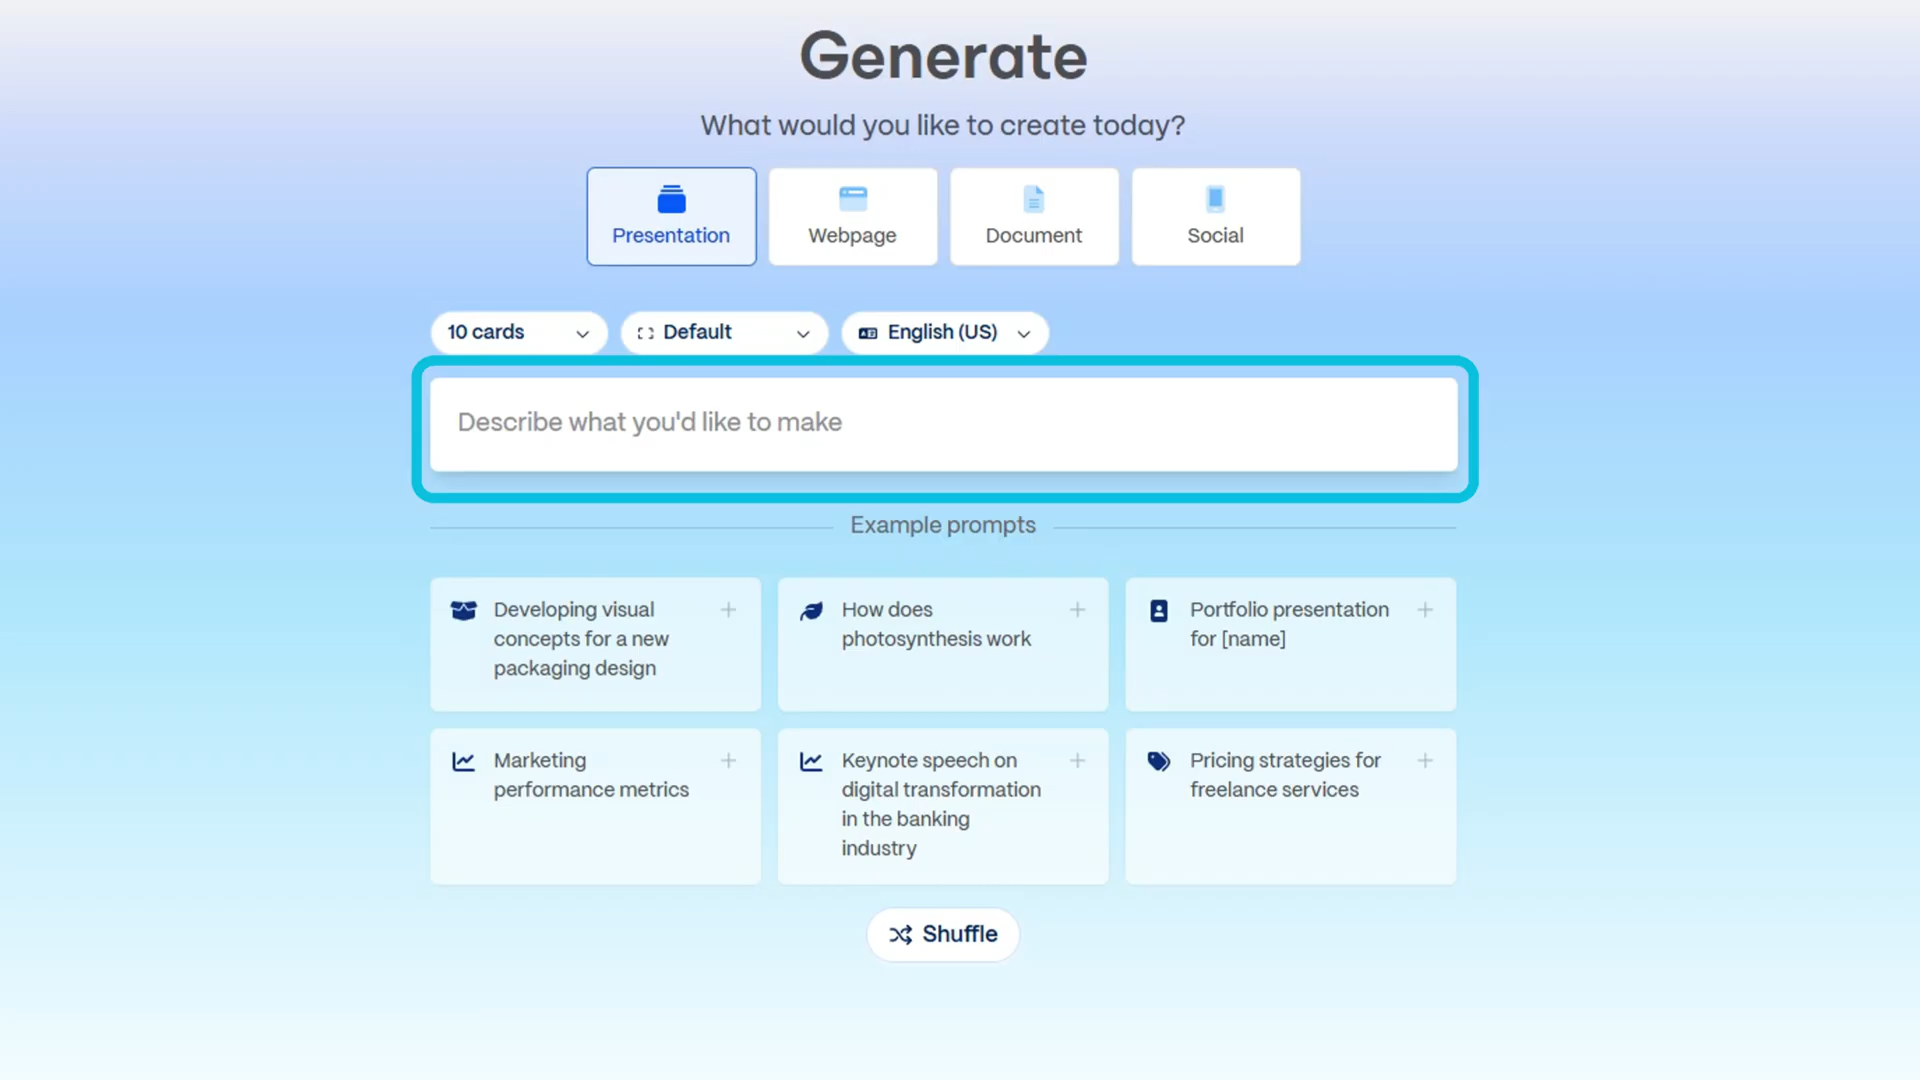 Generate
What would you like to create today?
Presentation
Webpage
Document
Social
10 cards
Default
English (US)
Describe what you'd like to make
Example prompts
Developing visual
concepts for a new
packaging design
How does
photosynthesis work
Portfolio presentation
for [name]
Marketing
performance metrics
Keynote speech on
digital transformation
in the banking
industry
Pricing strategies for
freelance services
Shuffle